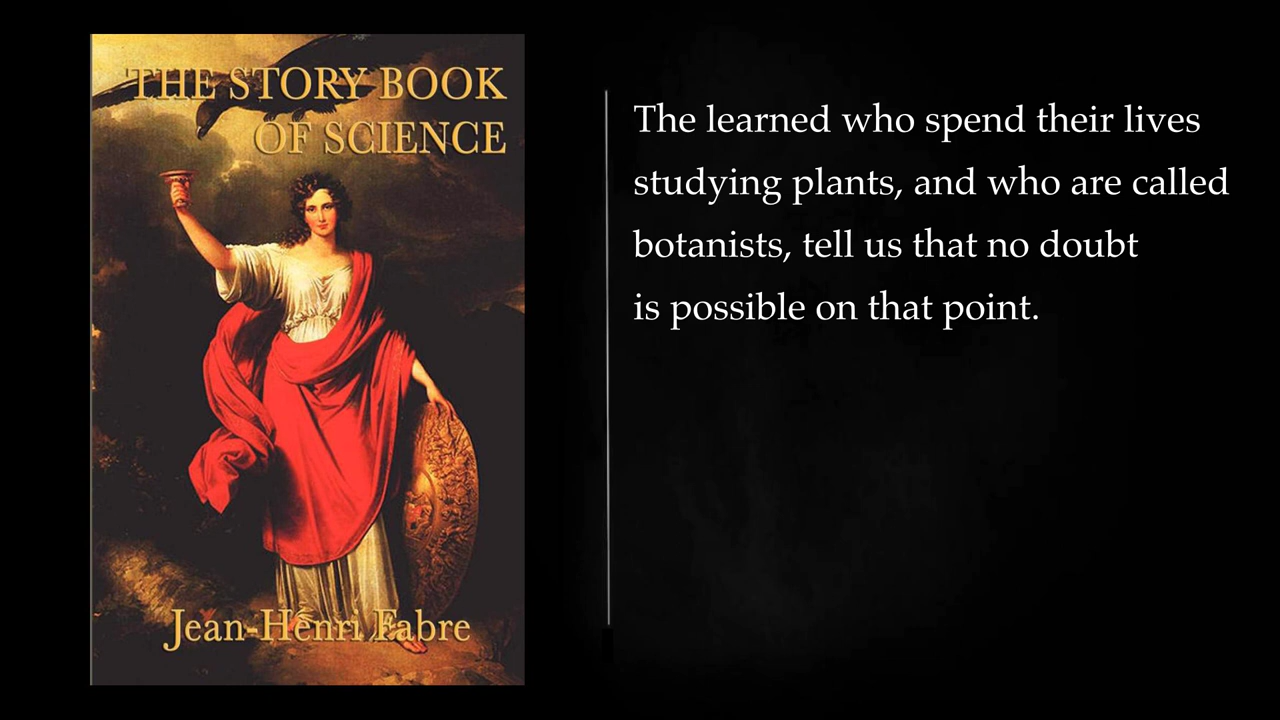 THE STORY BOOK
OF SCIENCE
Jean-Henri Fabre
The learned who spend their lives
studying plants, and who are called
botanists, tell us that no doubt
is possible on that point.